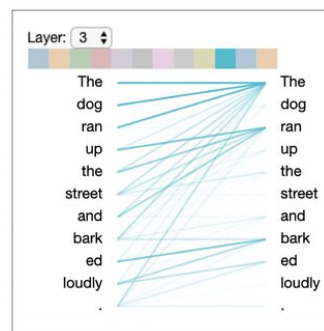 Layer: 3
The The
dog dog
ran ran
up up
the the
street street
and and
bark bark
ed ed
loudly loudly
. .